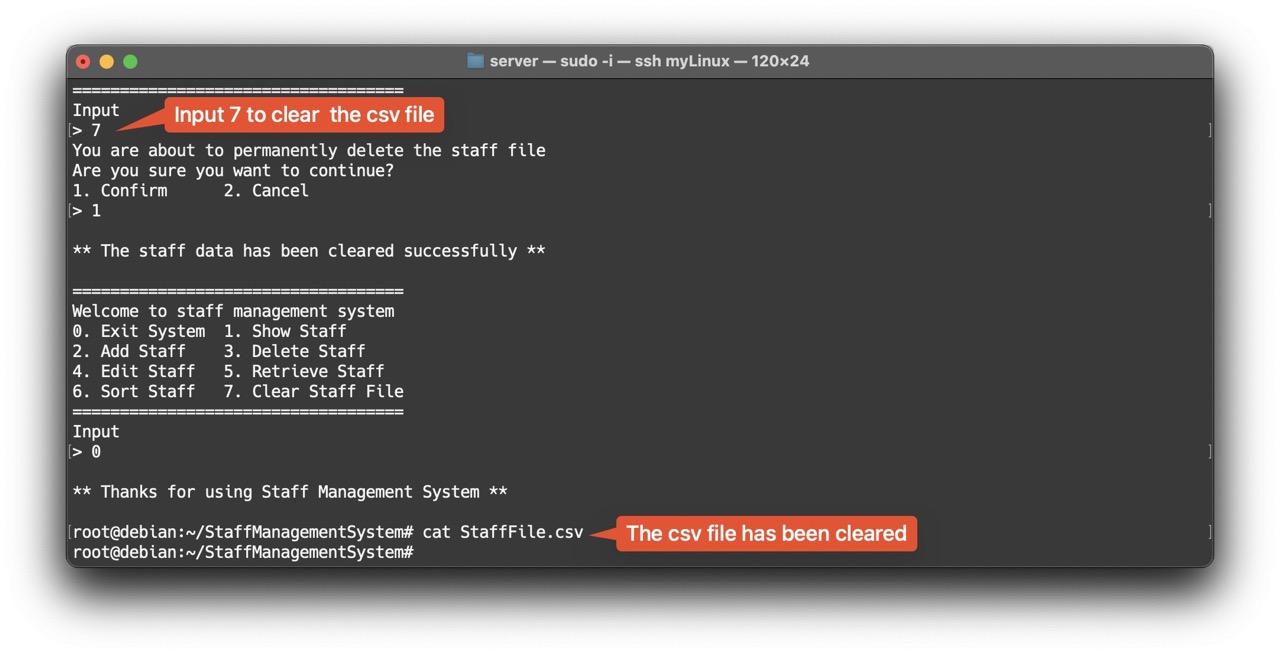 server — sudo -i — ssh myLinux — 120×24
===================================
Input
Input 7 to clear  the csv file
[> 7 ]
You are about to permanently delete the staff file
Are you sure you want to continue?
1. Confirm      2. Cancel
[> 1 ]
** The staff data has been cleared successfully **
===================================
Welcome to staff management system
0. Exit System  1. Show Staff
2. Add Staff    3. Delete Staff
4. Edit Staff   5. Retrieve Staff
6. Sort Staff   7. Clear Staff File
===================================
Input
[> 0 ]
** Thanks for using Staff Management System **
[root@debian:~/StaffManagementSystem# cat StaffFile.csv ]
The csv file has been cleared
root@debian:~/StaffManagementSystem#